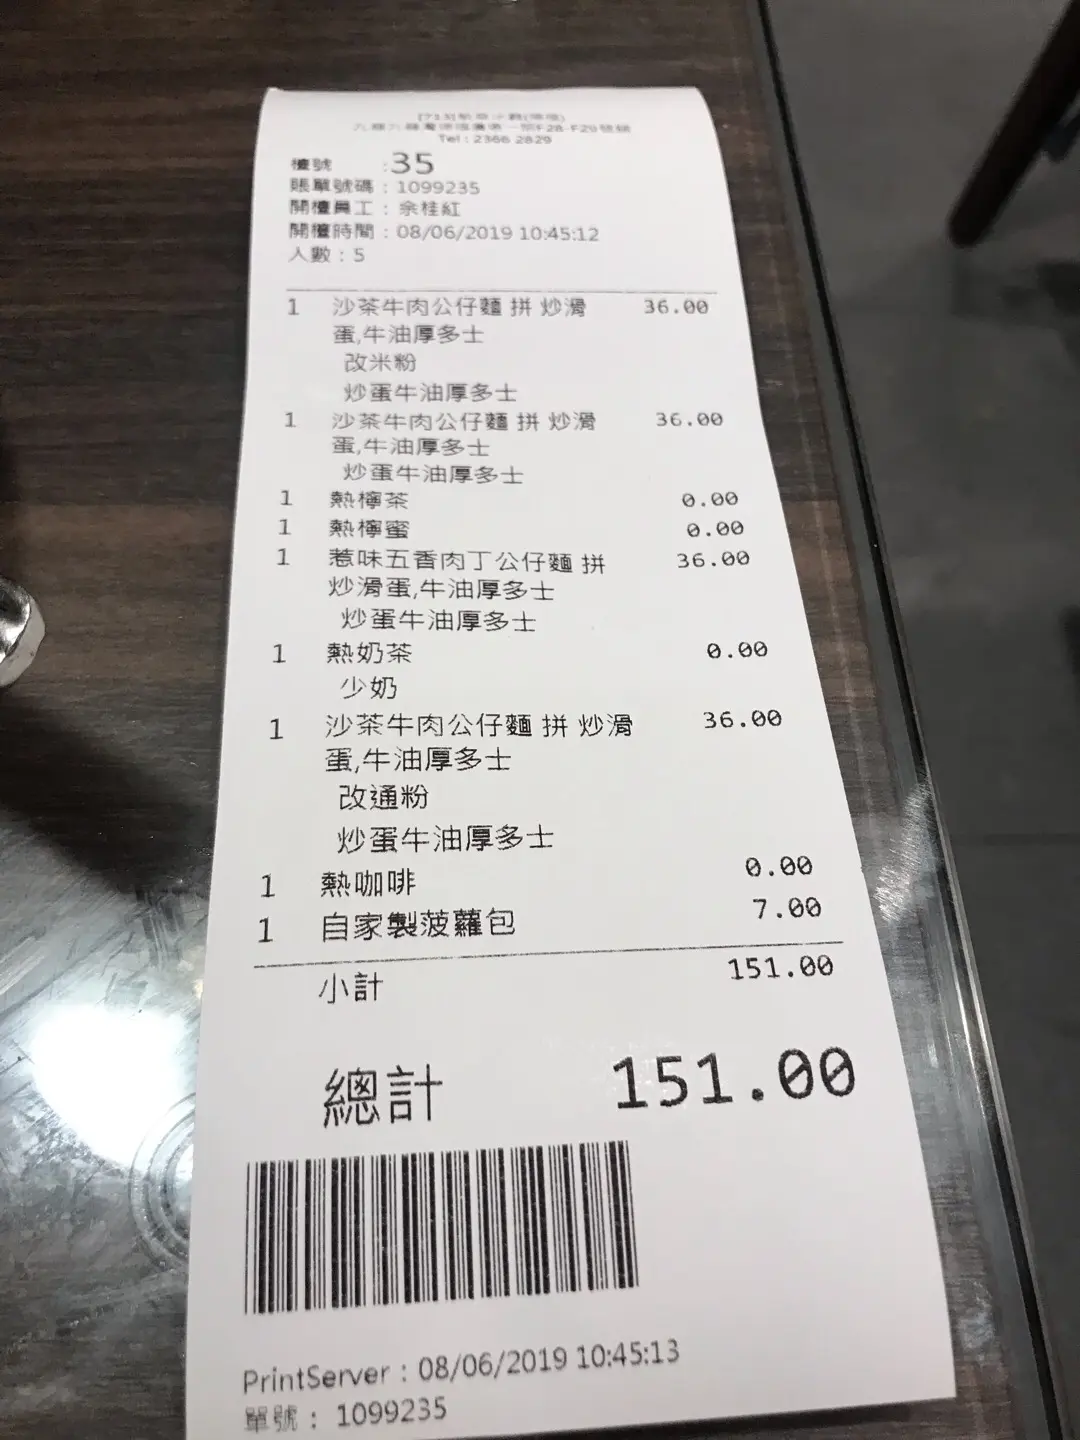 Tel : 2366 2829
檯號 : 35
賬單號碼 : 1099235
開檯員工 : 余桂紅
開檯時間 : 08/06/2019 10:45:12
人數 : 5
1 沙茶牛肉公仔麵 拼 炒滑 36.00
蛋,牛油厚多士
改米粉
炒蛋牛油厚多士
1 沙茶牛肉公仔麵 拼 炒滑 36.00
蛋,牛油厚多士
炒蛋牛油厚多士
1 熱檸茶 0.00
1 熱檸蜜 0.00
1 惹味五香肉丁公仔麵 拼 36.00
炒滑蛋,牛油厚多士
炒蛋牛油厚多士
1 熱奶茶 0.00
少奶
1 沙茶牛肉公仔麵 拼 炒滑 36.00
蛋,牛油厚多士
改通粉
炒蛋牛油厚多士
1 熱咖啡 0.00
1 自家製菠蘿包 7.00
小計 151.00
總計 151.00
PrintServer : 08/06/2019 10:45:13
單號 : 1099235